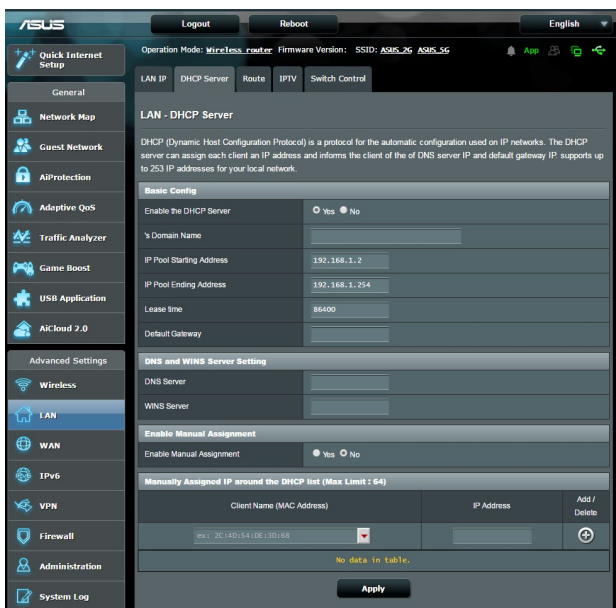 ASUS
Logout
Reboot
English
Quick Internet
Setup
Operation Mode: Wireless router Firmware Version: SSID: ASUS_2G ASUS_5G
App
LAN IP
DHCP Server
Route
IPTV
Switch Control
General
Network Map
Guest Network
AiProtection
Adaptive QoS
Traffic Analyzer
Game Boost
USB Application
AiCloud 2.0
Advanced Settings
Wireless
LAN
WAN
IPv6
VPN
Firewall
Administration
System Log
LAN - DHCP Server
DHCP (Dynamic Host Configuration Protocol) is a protocol for the automatic configuration used on IP networks. The DHCP
server can assign each client an IP address and informs the client of the of DNS server IP and default gateway IP. supports up
to 253 IP addresses for your local network.
Basic Config
Enable the DHCP Server
Yes No
's Domain Name
IP Pool Starting Address
192.168.1.2
IP Pool Ending Address
192.168.1.254
Lease time
86400
Default Gateway
DNS and WINS Server Setting
DNS Server
WINS Server
Enable Manual Assignment
Enable Manual Assignment
Yes No
Manually Assigned IP around the DHCP list (Max Limit : 64)
Client Name (MAC Address)
IP Address
Add /
Delete
ex: 2C:4D:54:DE:3D:68
No data in table.
Apply